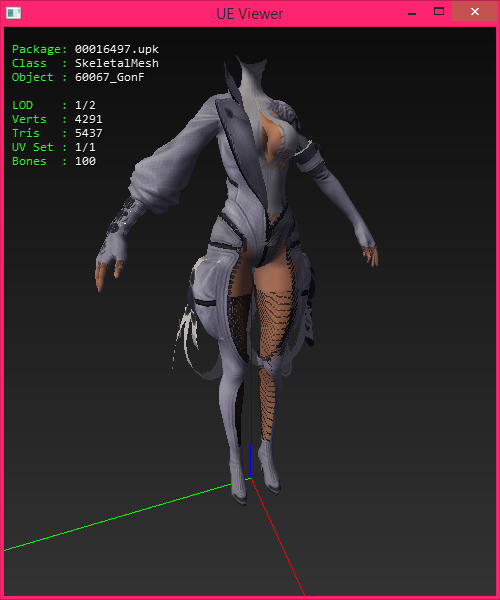 UE Viewer
Package: 00016497.upk
Class  : SkeletalMesh
Object : 60067_GonF
LOD    : 1/2
Verts  : 4291
Tris   : 5437
UV Set : 1/1
Bones  : 100